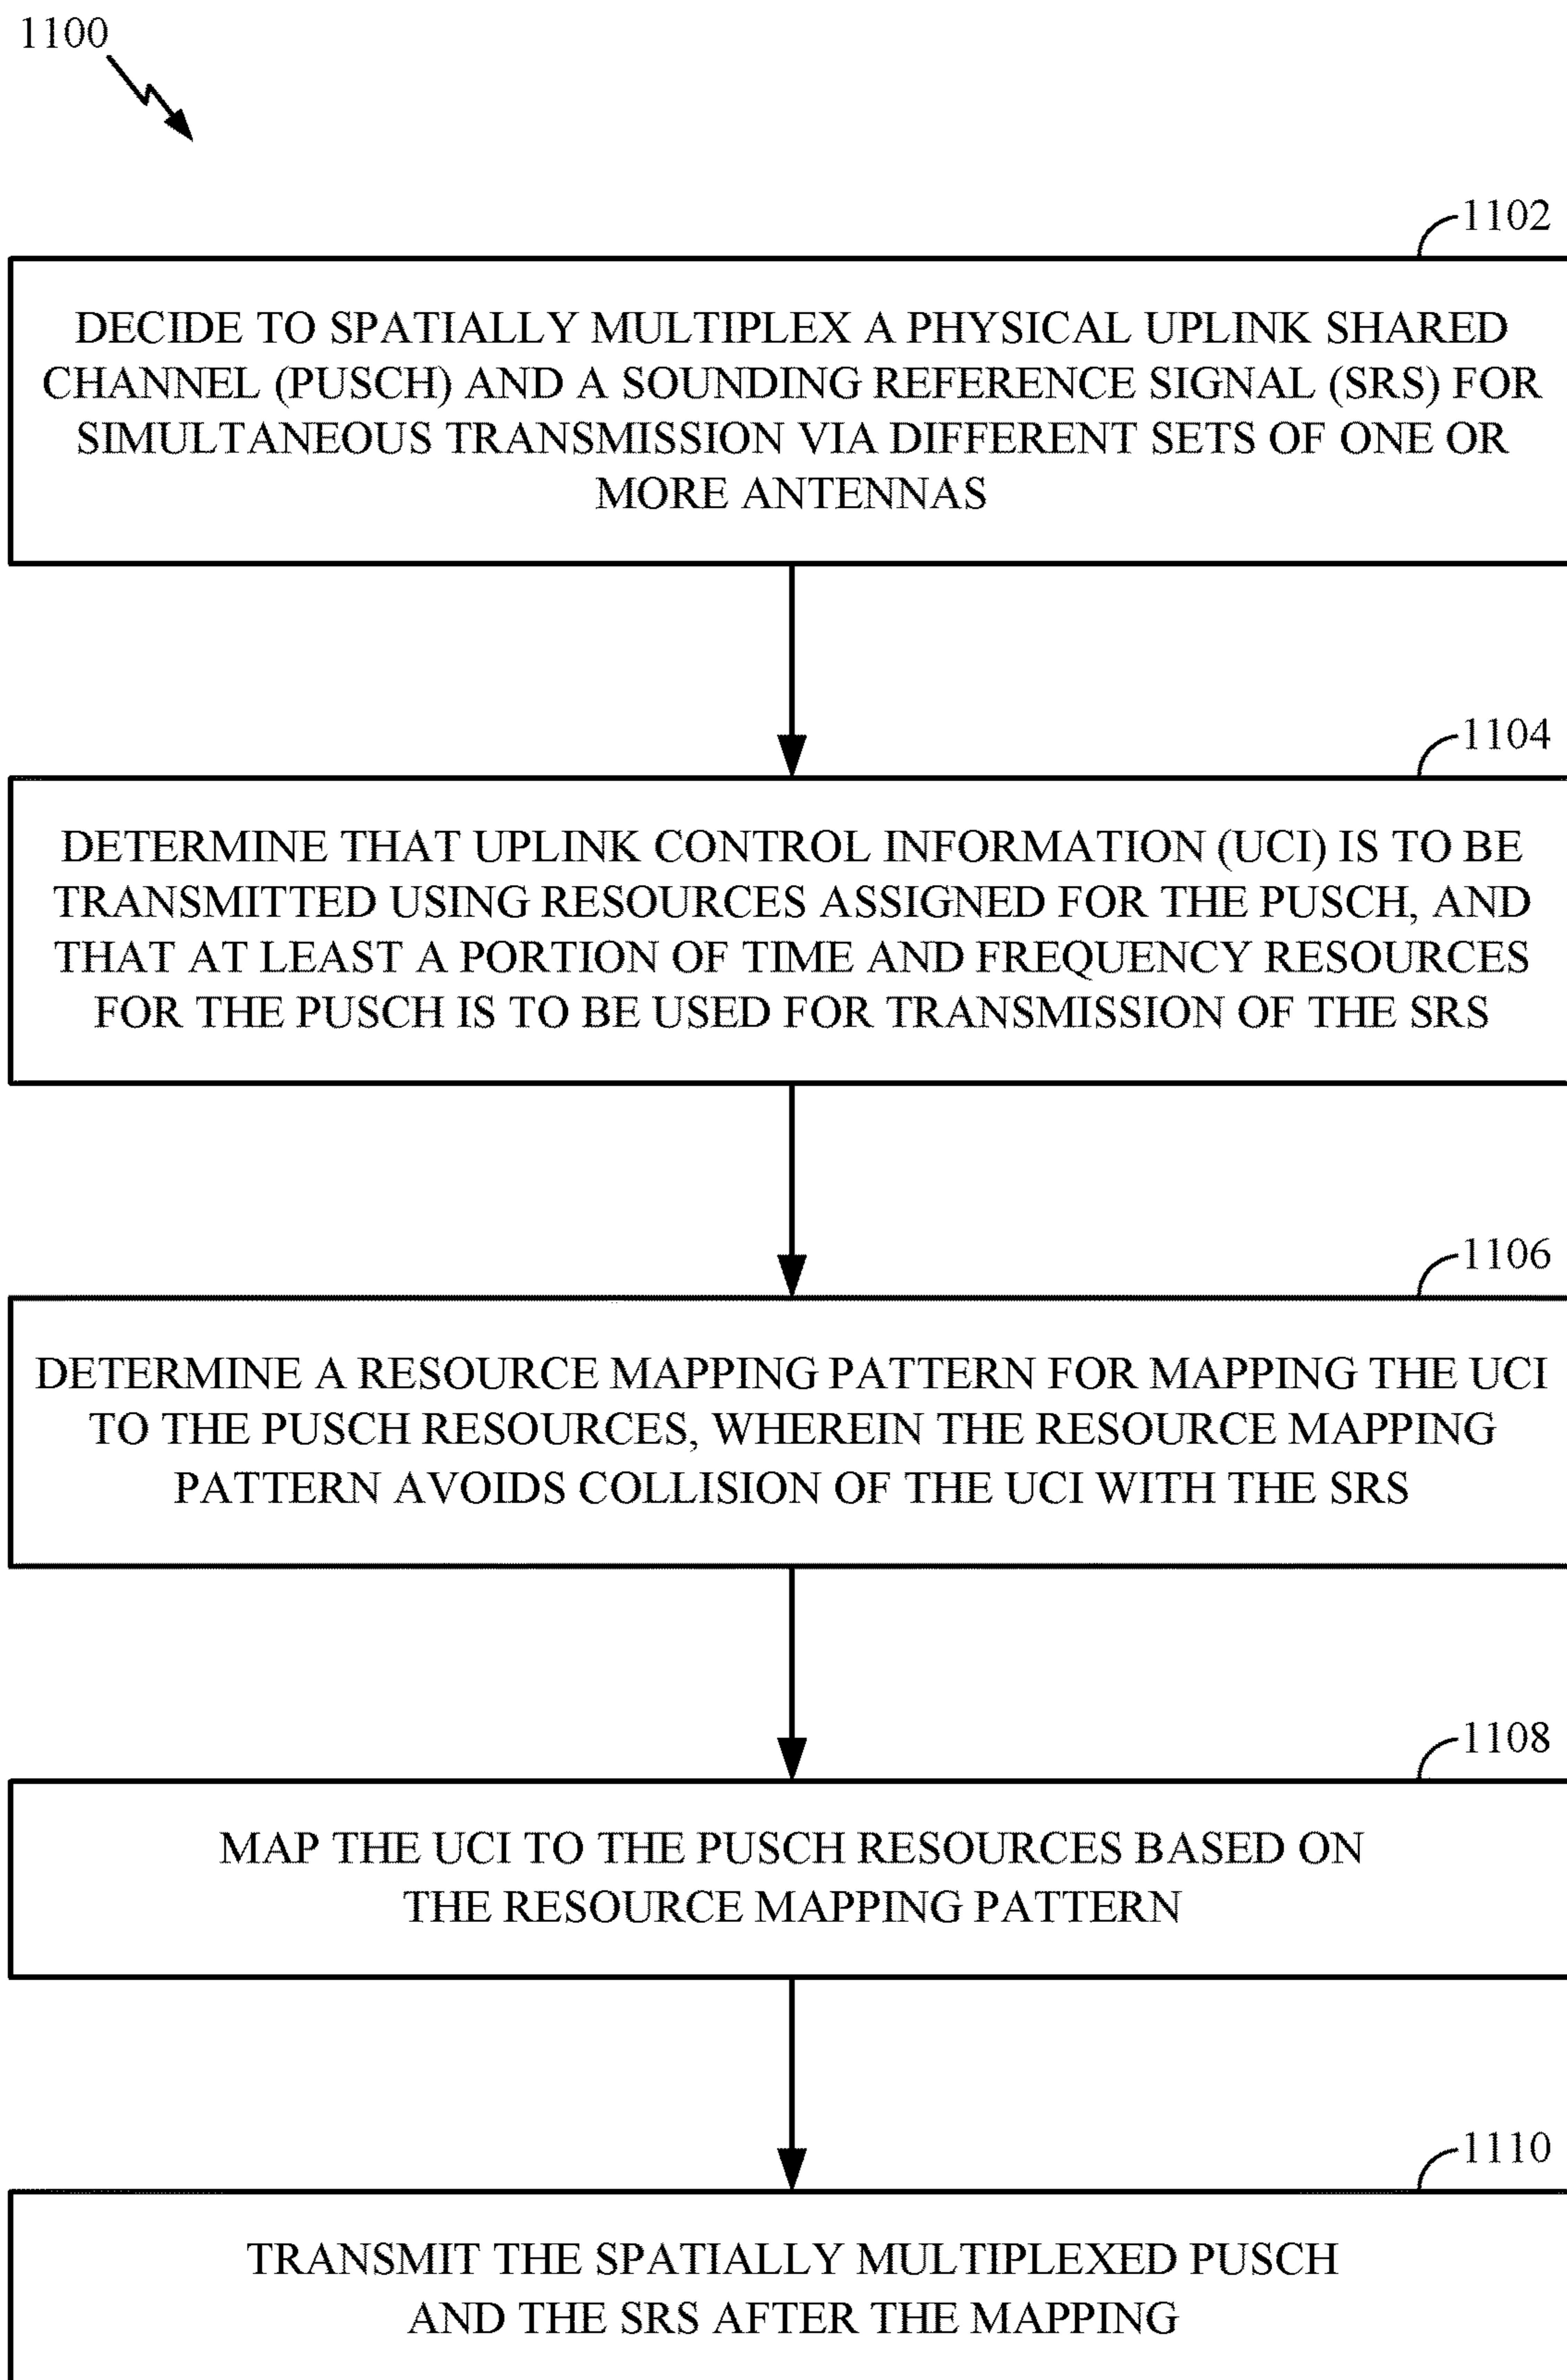 1100
1102
DECIDE TO SPATIALLY MULTIPLEX A PHYSICAL UPLINK SHARED
CHANNEL (PUSCH) AND A SOUNDING REFERENCE SIGNAL (SRS) FOR
SIMULTANEOUS TRANSMISSION VIA DIFFERENT SETS OF ONE OR
MORE ANTENNAS
1104
DETERMINE THAT UPLINK CONTROL INFORMATION (UCI) IS TO BE
TRANSMITTED USING RESOURCES ASSIGNED FOR THE PUSCH, AND
THAT AT LEAST A PORTION OF TIME AND FREQUENCY RESOURCES
FOR THE PUSCH IS TO BE USED FOR TRANSMISSION OF THE SRS
1106
DETERMINE A RESOURCE MAPPING PATTERN FOR MAPPING THE UCI
TO THE PUSCH RESOURCES, WHEREIN THE RESOURCE MAPPING
PATTERN AVOIDS COLLISION OF THE UCI WITH THE SRS
1108
MAP THE UCI TO THE PUSCH RESOURCES BASED ON
THE RESOURCE MAPPING PATTERN
1110
TRANSMIT THE SPATIALLY MULTIPLEXED PUSCH
AND THE SRS AFTER THE MAPPING